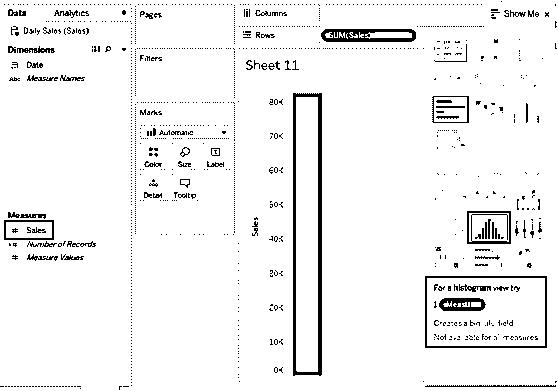 Data Analytics
Pages
Columns
Show Me ×
Daily Sales (Sales)
Rows
SUM(Sales)
Dimensions
Date
Abc Measure Names
Filters
Sheet 11
Marks
Automatic
Color Size Label
Detail Tooltip
80K
70K
60K
50K
40K
30K
20K
10K
0K
Sales
Measures
# Sales
Number of Records
# Measure Values
For a histogram view try
1
Creates a bin field
Not available for all measures